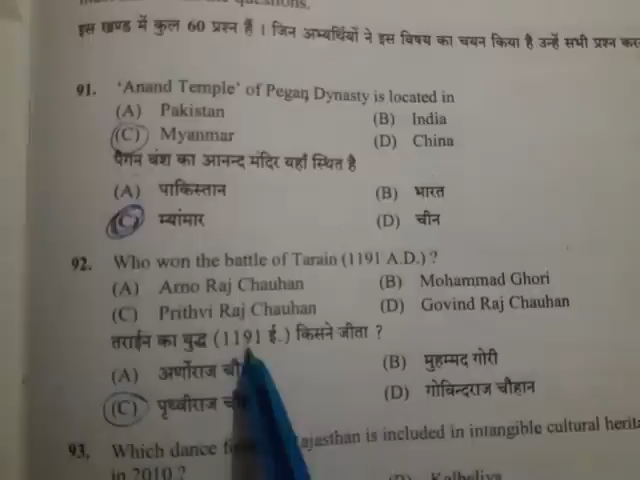 the questions.
इस खण्ड में कुल 60 प्रश्न हैं । जिन अभ्यर्थियों ने इस विषय का चयन किया है उन्हें सभी प्रश्न
91. ‘Anand Temple’ of Pegan Dynasty is located in
(A) Pakistan (B) India
(C) Myanmar (D) China
पैगन वंश का आनन्द मंदिर यहाँ स्थित है
(A) पाकिस्तान (B) भारत
(C) म्यांमार (D) चीन
92. Who won the battle of Tarain (1191 A.D.) ?
(A) Arno Raj Chauhan (B) Mohammad Ghori
(C) Prithvi Raj Chauhan (D) Govind Raj Chauhan
तराईन का युद्ध (1191 ई.) किसने जीता ?
(A) अर्णोराज (B) मुहम्मद गोरी
(C) पृथ्वीराज (D) गोविन्दराज चौहान
93. Which dance Rajasthan is included in intangible cultural
in 2010 ?
(D) Kalbeliya